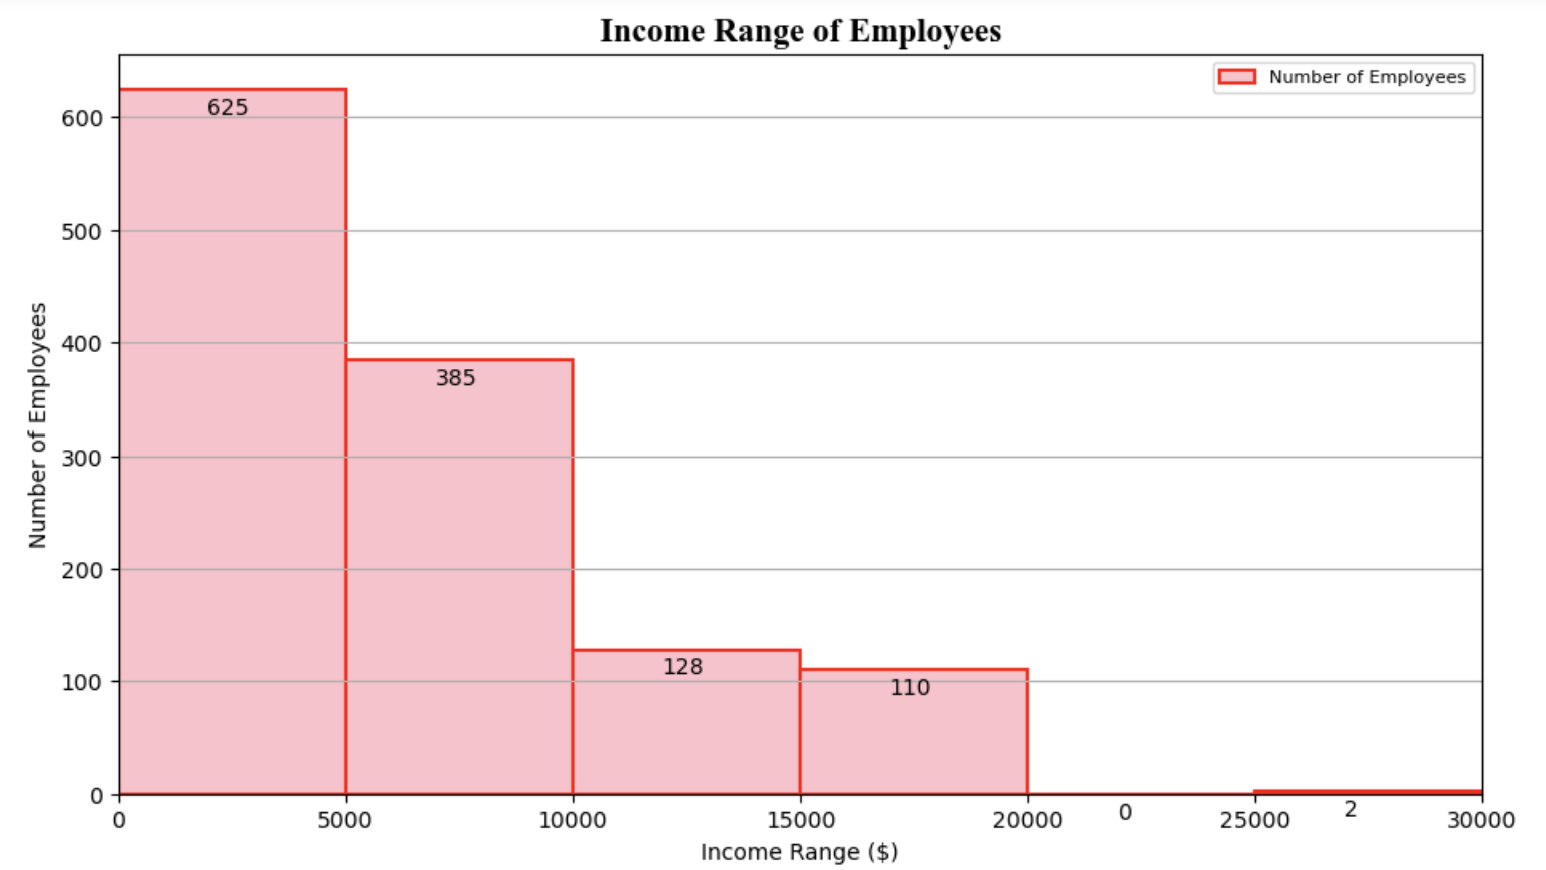 Income Range of Employees
Number of Employees
625
600
500
400
385
Number of Employees
300
200
128
110
100
0
0 5000 10000 15000 20000 0 25000 2 30000
Income Range ($)